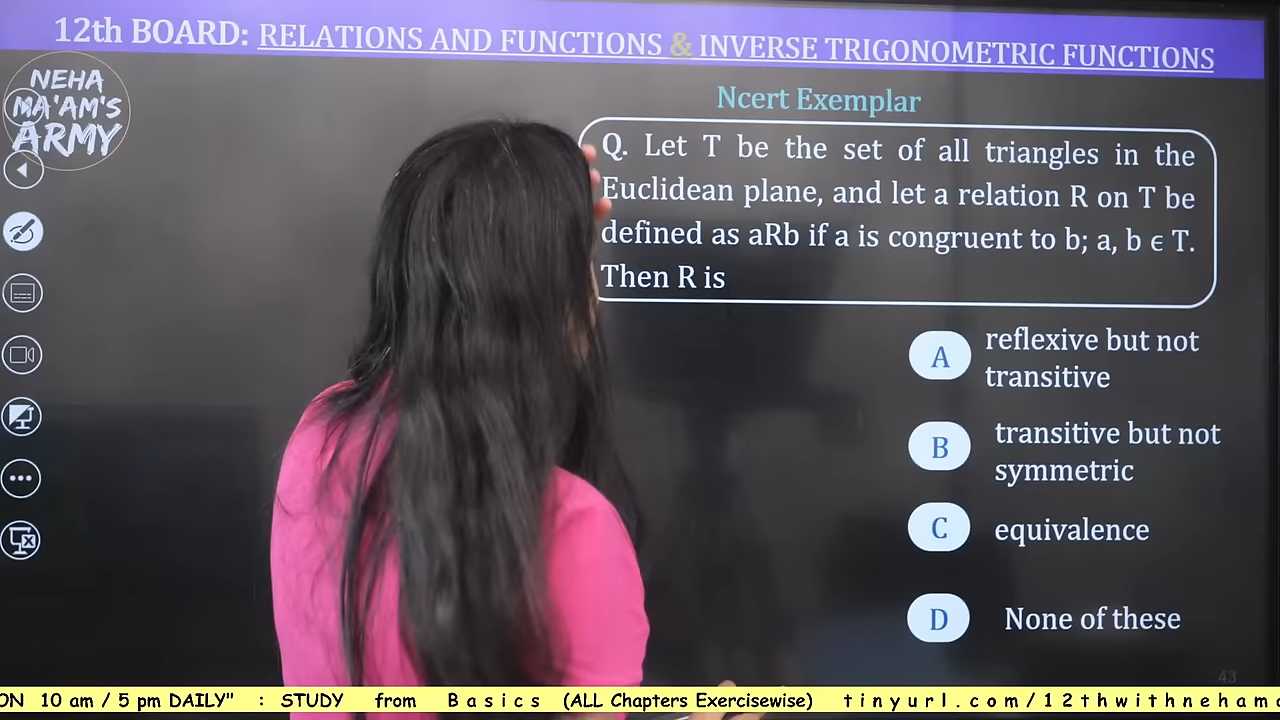 12th BOARD: RELATIONS AND FUNCTIONS & INVERSE TRIGONOMETRIC FUNCTIONS
NEHA
MA'AM'S
ARMY
Ncert Exemplar
Q. Let T be the set of all triangles in the
Euclidean plane, and let a relation R on T be
defined as aRb if a is congruent to b; a, b ϵ T.
Then R is
A reflexive but not
transitive
B transitive but not
symmetric
C equivalence
D None of these
43
ON 10 am / 5 pm DAILY" : STUDY from Basics (ALL Chapters Exercisewise) tinyurl.com/12thwithneham